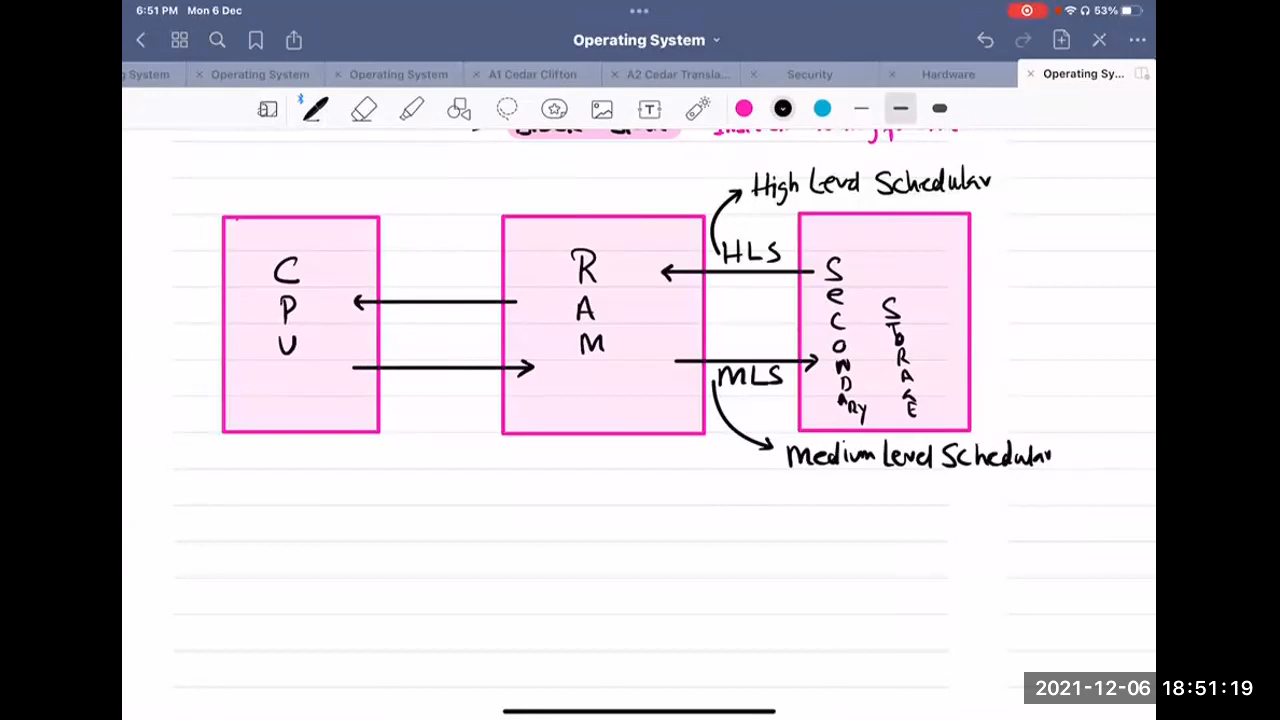 6:51 PM Mon 6 Dec
53%
Operating System
g System
Operating System
Operating System
A1 Cedar Clifton
A2 Cedar Transla...
Security
Hardware
Operating Sy...
High Level Schedular
HLS
CPU
RAM
SeCONDARY
STORAGE
MLS
Medium Level Schedular
2021-12-06 18:51:19